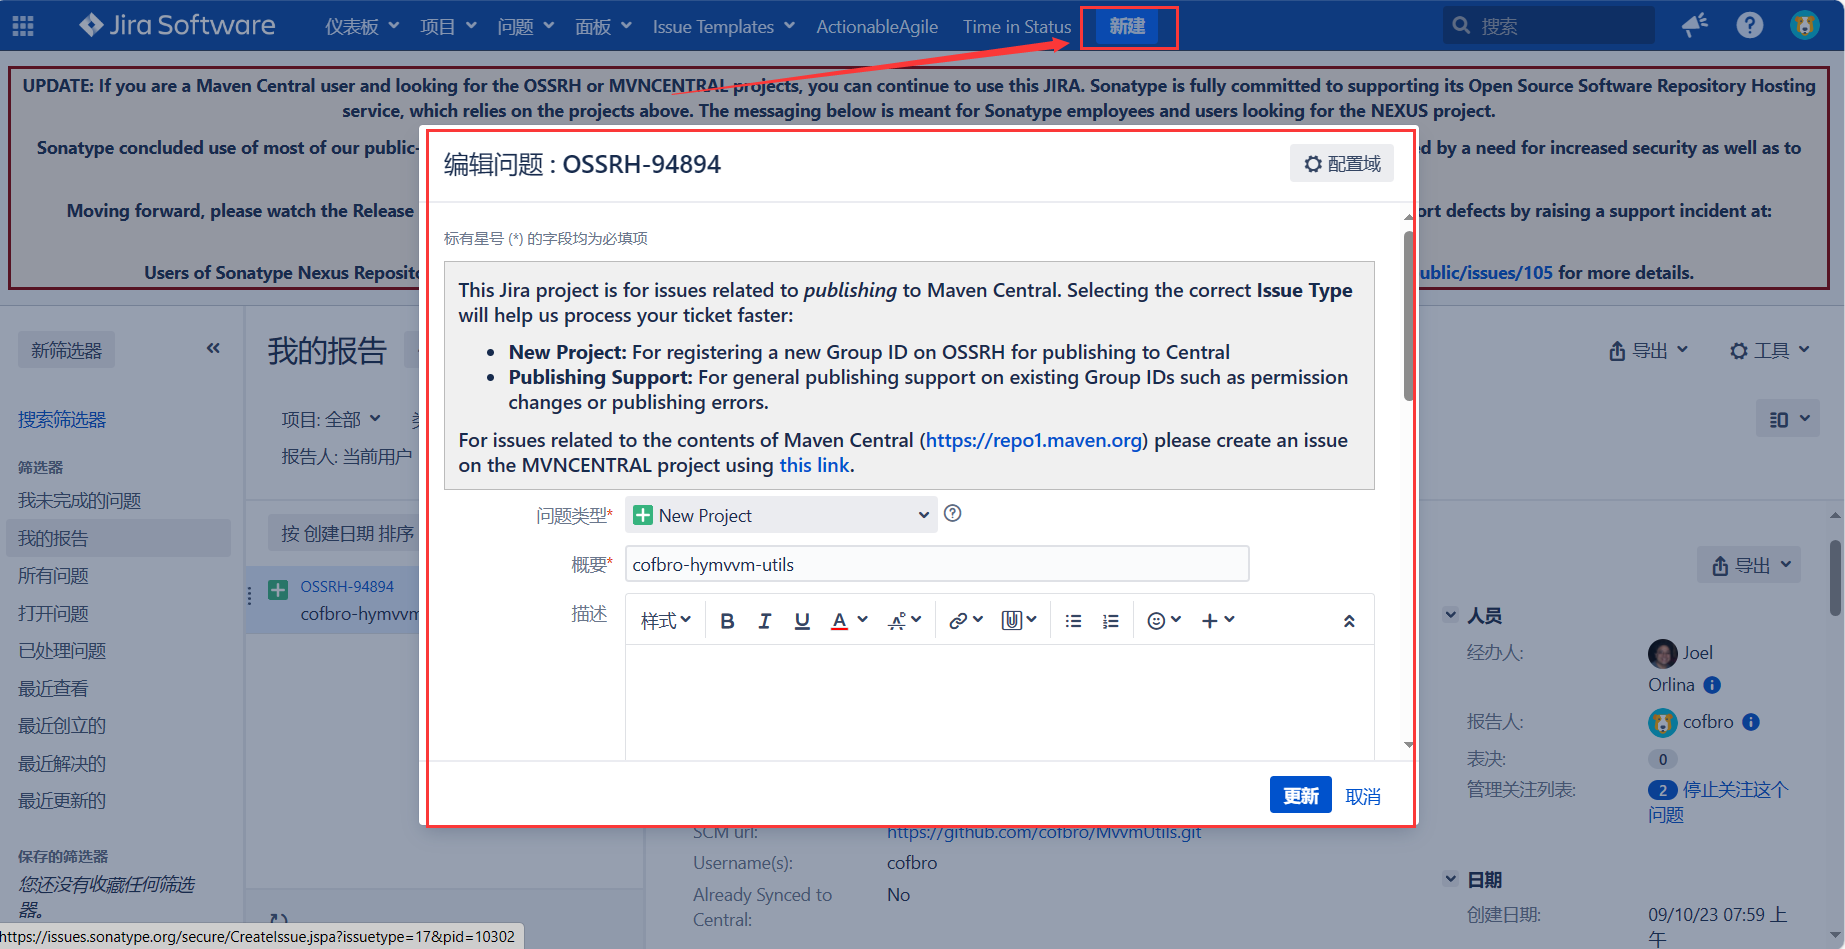 Jira Software 仪表板 项目 问题 面板 Issue Templates ActionableAgile Time in Status 新建 搜索
UPDATE: If you are a Maven Central user and looking for the OSSRH or MVNCENTRAL projects, you can continue to use this JIRA. Sonatype is fully committed to supporting its Open Source Software Repository Hosting
service, which relies on the projects above. The messaging below is meant for Sonatype employees and users looking for the NEXUS project.
Sonatype concluded use of most of our public- d by a need for increased security as well as to
Moving forward, please watch the Release ort defects by raising a support incident at:
Users of Sonatype Nexus Reposito ublic/issues/105 for more details.
编辑问题 : OSSRH-94894
配置域
标有星号 (*) 的字段均为必填项
This Jira project is for issues related to publishing to Maven Central. Selecting the correct Issue Type
will help us process your ticket faster:
• New Project: For registering a new Group ID on OSSRH for publishing to Central
• Publishing Support: For general publishing support on existing Group IDs such as permission
changes or publishing errors.
For issues related to the contents of Maven Central (https://repo1.maven.org) please create an issue
on the MVNCENTRAL project using this link.
问题类型* New Project
概要* cofbro-hymvvm-utils
描述 样式 B I U A
更新 取消
新筛选器
搜索筛选器
筛选器
我未完成的问题
我的报告
所有问题
打开问题
已处理问题
最近查看
最近创立的
最近解决的
最近更新的
保存的筛选器
您还没有收藏任何筛选
器。
我的报告
导出 工具
项目: 全部
报告人: 当前用户
按 创建日期 排序
OSSRH-94894
cofbro-hymvvm
SCM url: https://github.com/cofbro/MvvmUtils.git
Username(s): cofbro
Already Synced to No
Central:
导出
人员
经办人: Joel
Orlina
报告人: cofbro
表决: 0
管理关注列表: 2 停止关注这个
问题
日期
创建日期: 09/10/23 07:59 上
午
https://issues.sonatype.org/secure/CreateIssue.jspa?issuetype=17&pid=10302